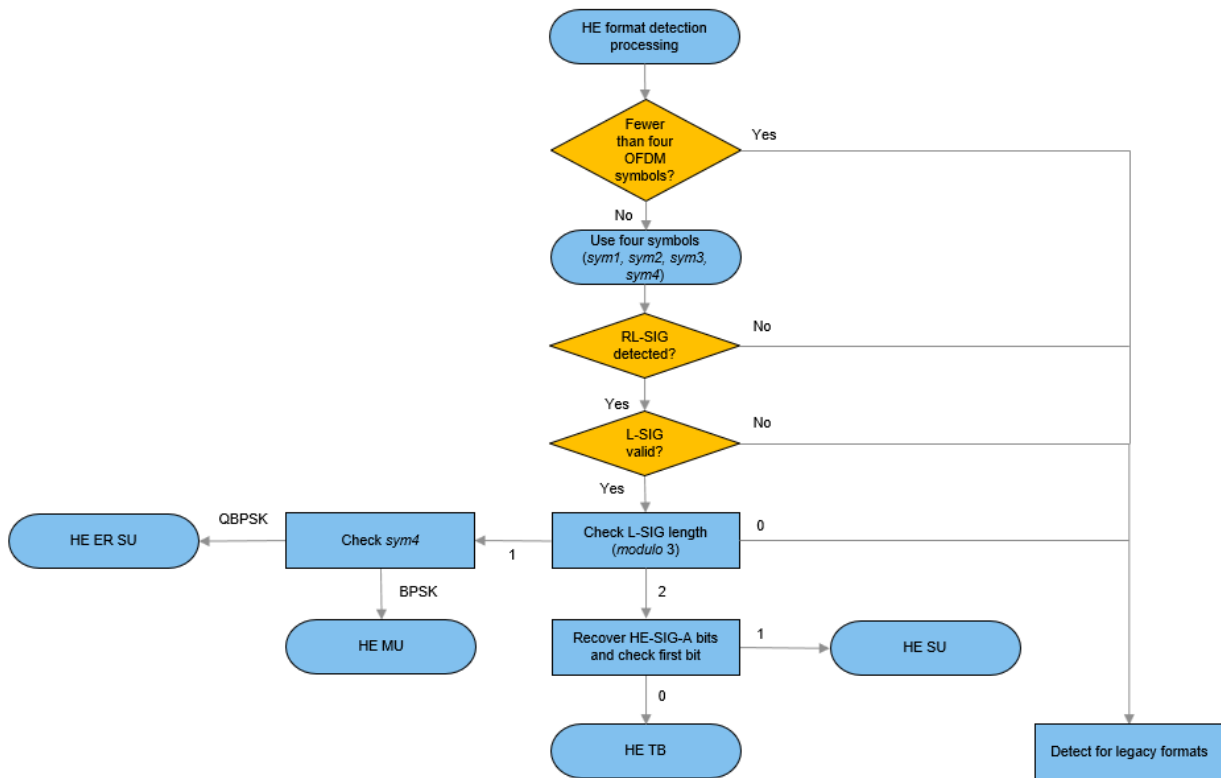 HE format detection
processing
Fewer
than four
OFDM
symbols?
Yes
No
Use four symbols
(sym1, sym2, sym3,
sym4)
RL-SIG
detected?
No
Yes
L-SIG
valid?
No
Yes
HE ER SU
QBPSK
Check sym4
1
Check L-SIG length
(modulo 3)
0
BPSK
2
HE MU
Recover HE-SIG-A bits
and check first bit
1
HE SU
0
HE TB
Detect for legacy formats